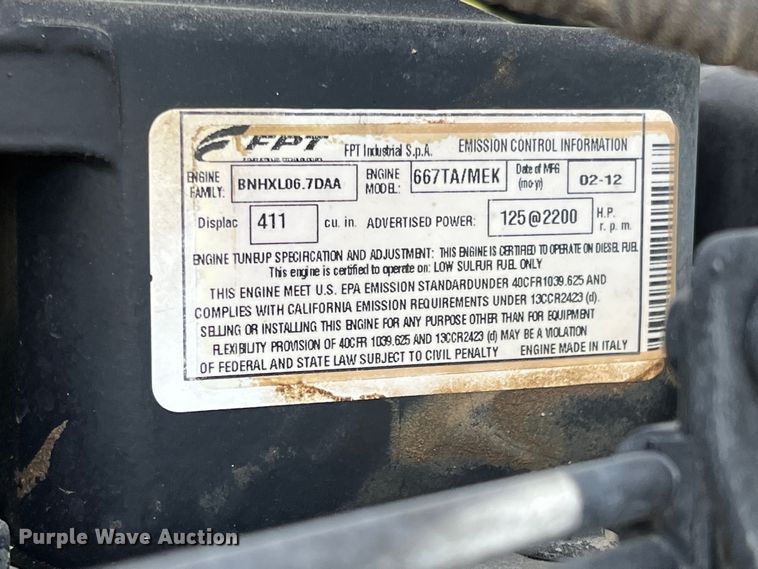 FPT FPT Industrial S.p.A. EMISSION CONTROL INFORMATION
ENGINE FAMILY: BNHXL06.7DAA ENGINE MODEL: 667TA/MEK Date of MFG (mo-yr) 02-12
Displac 411 cu. in. ADVERTISED POWER: 125@2200 H.P. r. p. m.
ENGINE TUNEUP SPECIFICATION AND ADJUSTMENT: THIS ENGINE IS CERTIFIED TO OPERATE ON DIESEL FUEL
This engine is certified to operate on: LOW SULFUR FUEL ONLY
THIS ENGINE MEET U.S. EPA EMISSION STANDARDUNDER 40CFR1039.625 AND
COMPLIES WITH CALIFORNIA EMISSION REQUIREMENTS UNDER 13CCR2423 (d).
SELLING OR INSTALLING THIS ENGINE FOR ANY PURPOSE OTHER THAN FOR EQUIPMENT
FLEXIBILITY PROVISION OF 40CFR 1039.625 AND 13CCR2423 (d) MAY BE A VIOLATION
OF FEDERAL AND STATE LAW SUBJECT TO CIVIL PENALTY ENGINE MADE IN ITALY
Purple Wave Auction